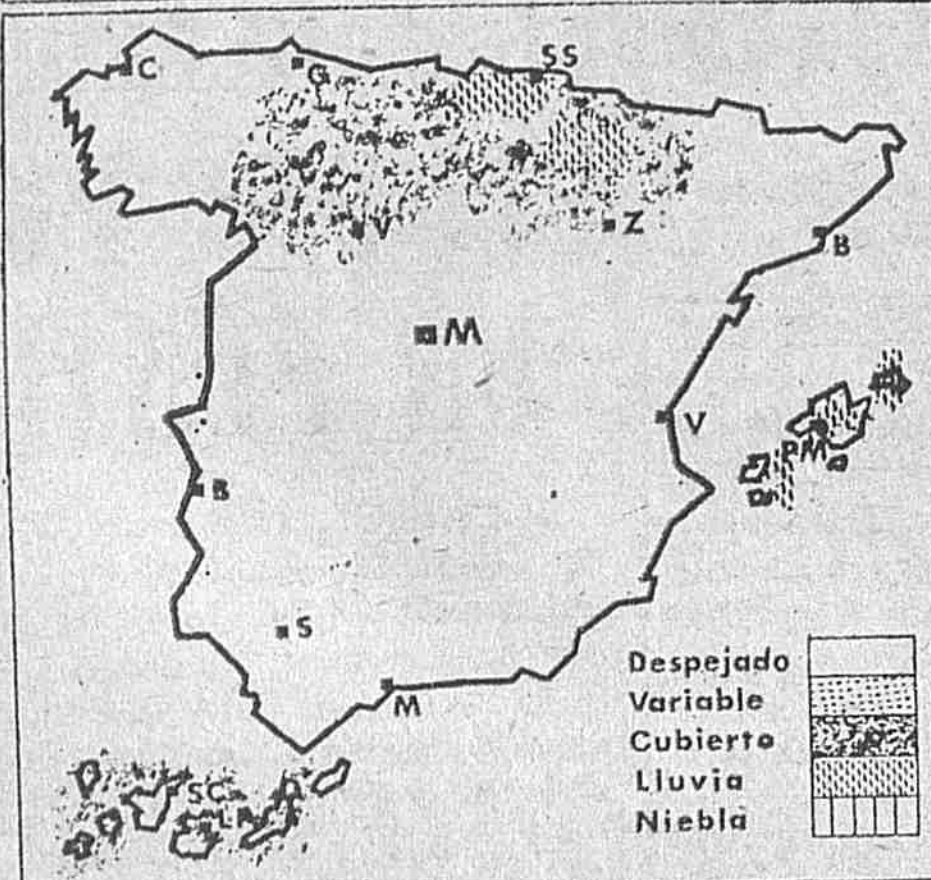 C
G
SS
V
Z
B
M
V
PM
B
S
M
SC
LP
Despejado
Variable
Cubierto
Lluvia
Niebla